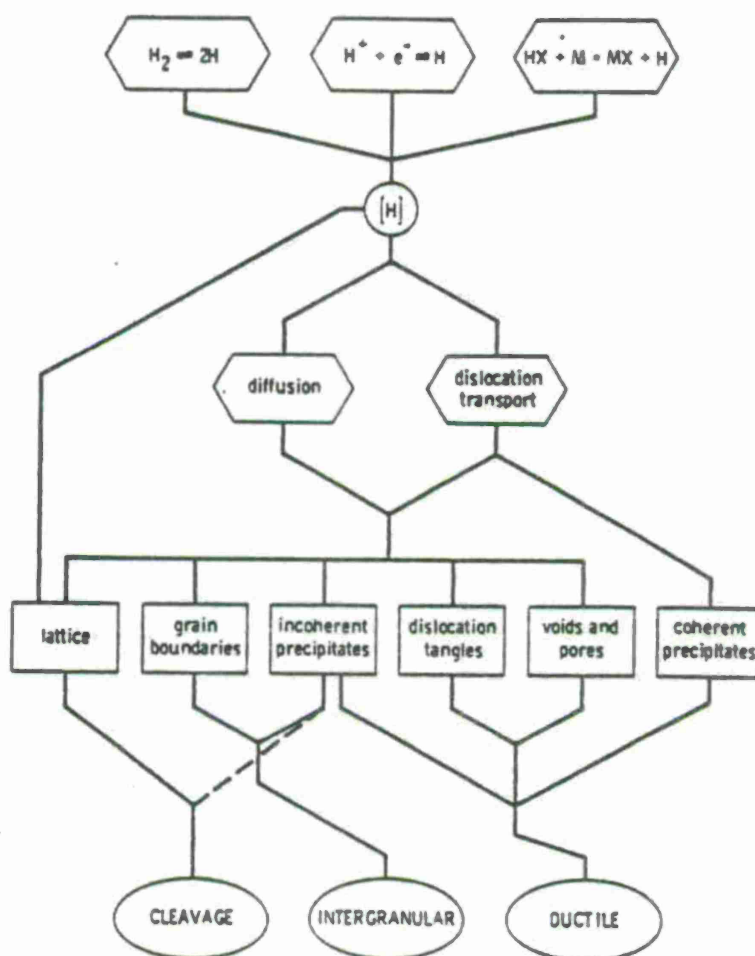 H₂ = 2H
H⁺ + e⁻ = H
HX + M = MX + H
[H]
diffusion
dislocation
transport
lattice
grain
boundaries
incoherent
precipitates
dislocation
tangles
voids and
pores
coherent
precipitates
CLEAVAGE
INTERGRANULAR
DUCTILE